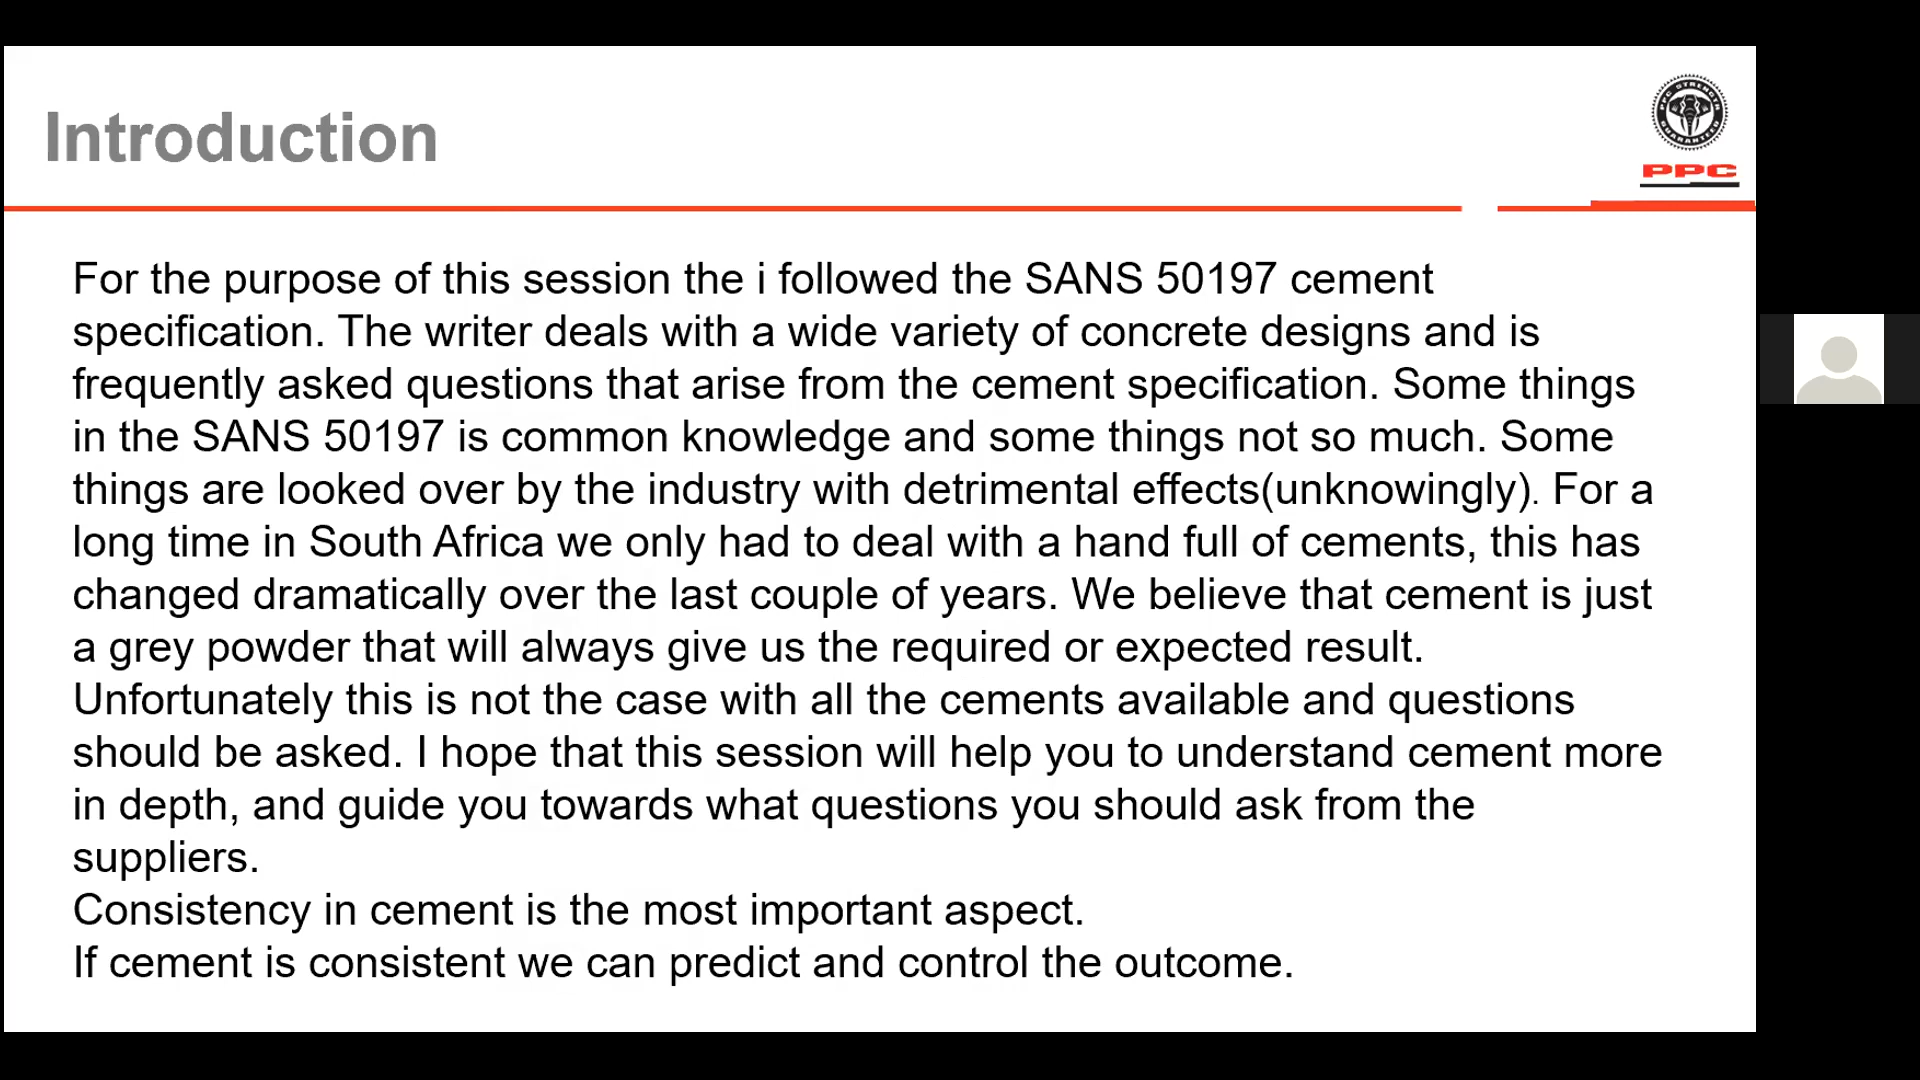 Introduction
PPC STRENGTH
GUARANTEED
PPC
For the purpose of this session the i followed the SANS 50197 cement
specification. The writer deals with a wide variety of concrete designs and is
frequently asked questions that arise from the cement specification. Some things
in the SANS 50197 is common knowledge and some things not so much. Some
things are looked over by the industry with detrimental effects(unknowingly). For a
long time in South Africa we only had to deal with a hand full of cements, this has
changed dramatically over the last couple of years. We believe that cement is just
a grey powder that will always give us the required or expected result.
Unfortunately this is not the case with all the cements available and questions
should be asked. I hope that this session will help you to understand cement more
in depth, and guide you towards what questions you should ask from the
suppliers.
Consistency in cement is the most important aspect.
If cement is consistent we can predict and control the outcome.